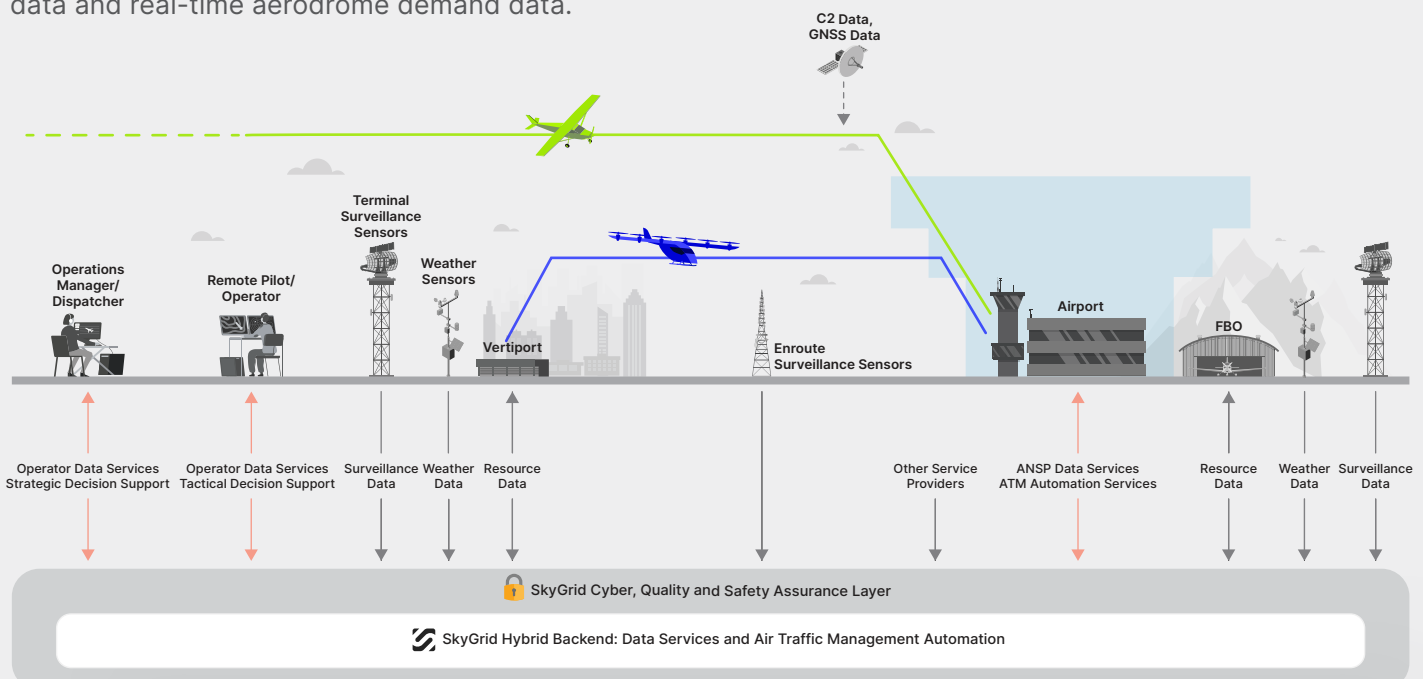 data and real-time aerodrome demand data.
C2 Data,
GNSS Data
Terminal
Surveillance
Sensors
Operations
Manager/
Dispatcher
Remote Pilot/
Operator
Weather
Sensors
Vertiport
Enroute
Surveillance Sensors
Airport
FBO
Operator Data Services
Strategic Decision Support
Operator Data Services
Tactical Decision Support
Surveillance
Data
Weather
Data
Resource
Data
Other Service
Providers
ANSP Data Services
ATM Automation Services
Resource
Data
Weather
Data
Surveillance
Data
SkyGrid Cyber, Quality and Safety Assurance Layer
SkyGrid Hybrid Backend: Data Services and Air Traffic Management Automation